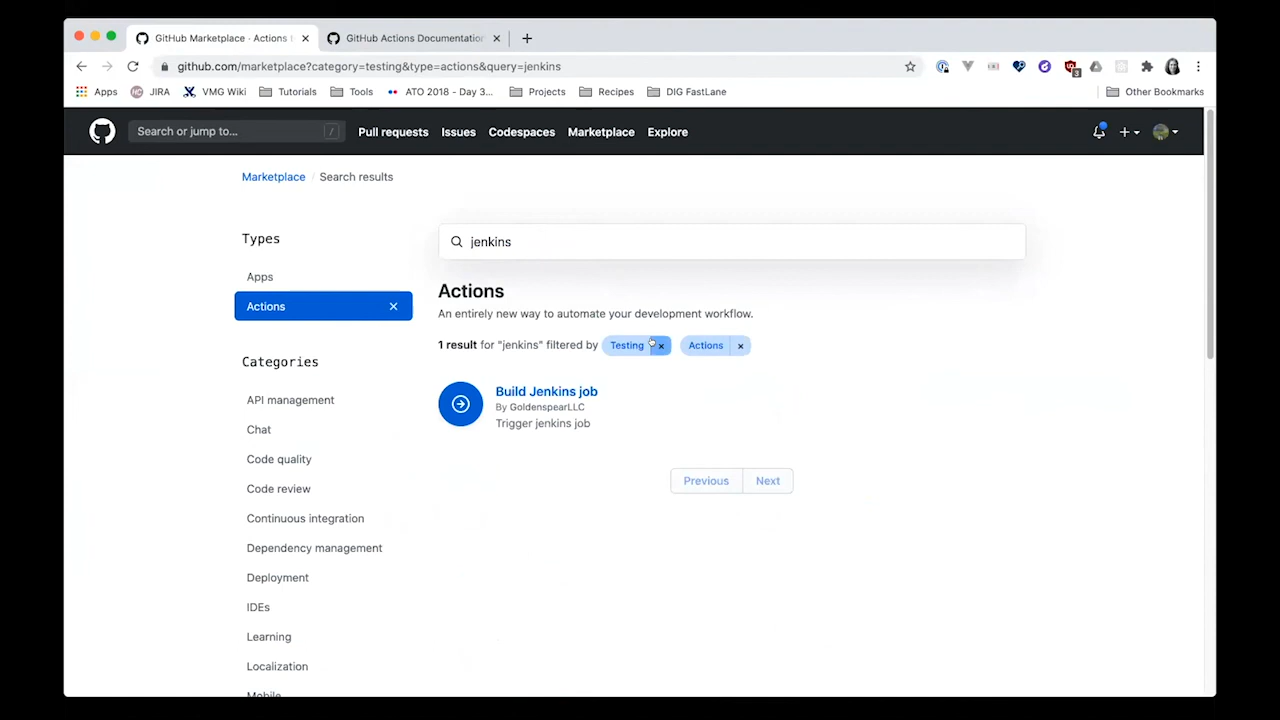 GitHub Marketplace · Actions t
GitHub Actions Documentation
github.com/marketplace?category=testing&type=actions&query=jenkins
3
Apps
JIRA
VMG Wiki
Tutorials
Tools
ATO 2018 - Day 3...
Projects
Recipes
DIG FastLane
Other Bookmarks
Search or jump to...
/
Pull requests
Issues
Codespaces
Marketplace
Explore
Marketplace / Search results
Types
Apps
Actions
Categories
API management
Chat
Code quality
Code review
Continuous integration
Dependency management
Deployment
IDEs
Learning
Localization
Mobile
jenkins
Actions
An entirely new way to automate your development workflow.
1 result for "jenkins" filtered by Testing × Actions ×
Build Jenkins job
By GoldenspearLLC
Trigger jenkins job
Previous
Next